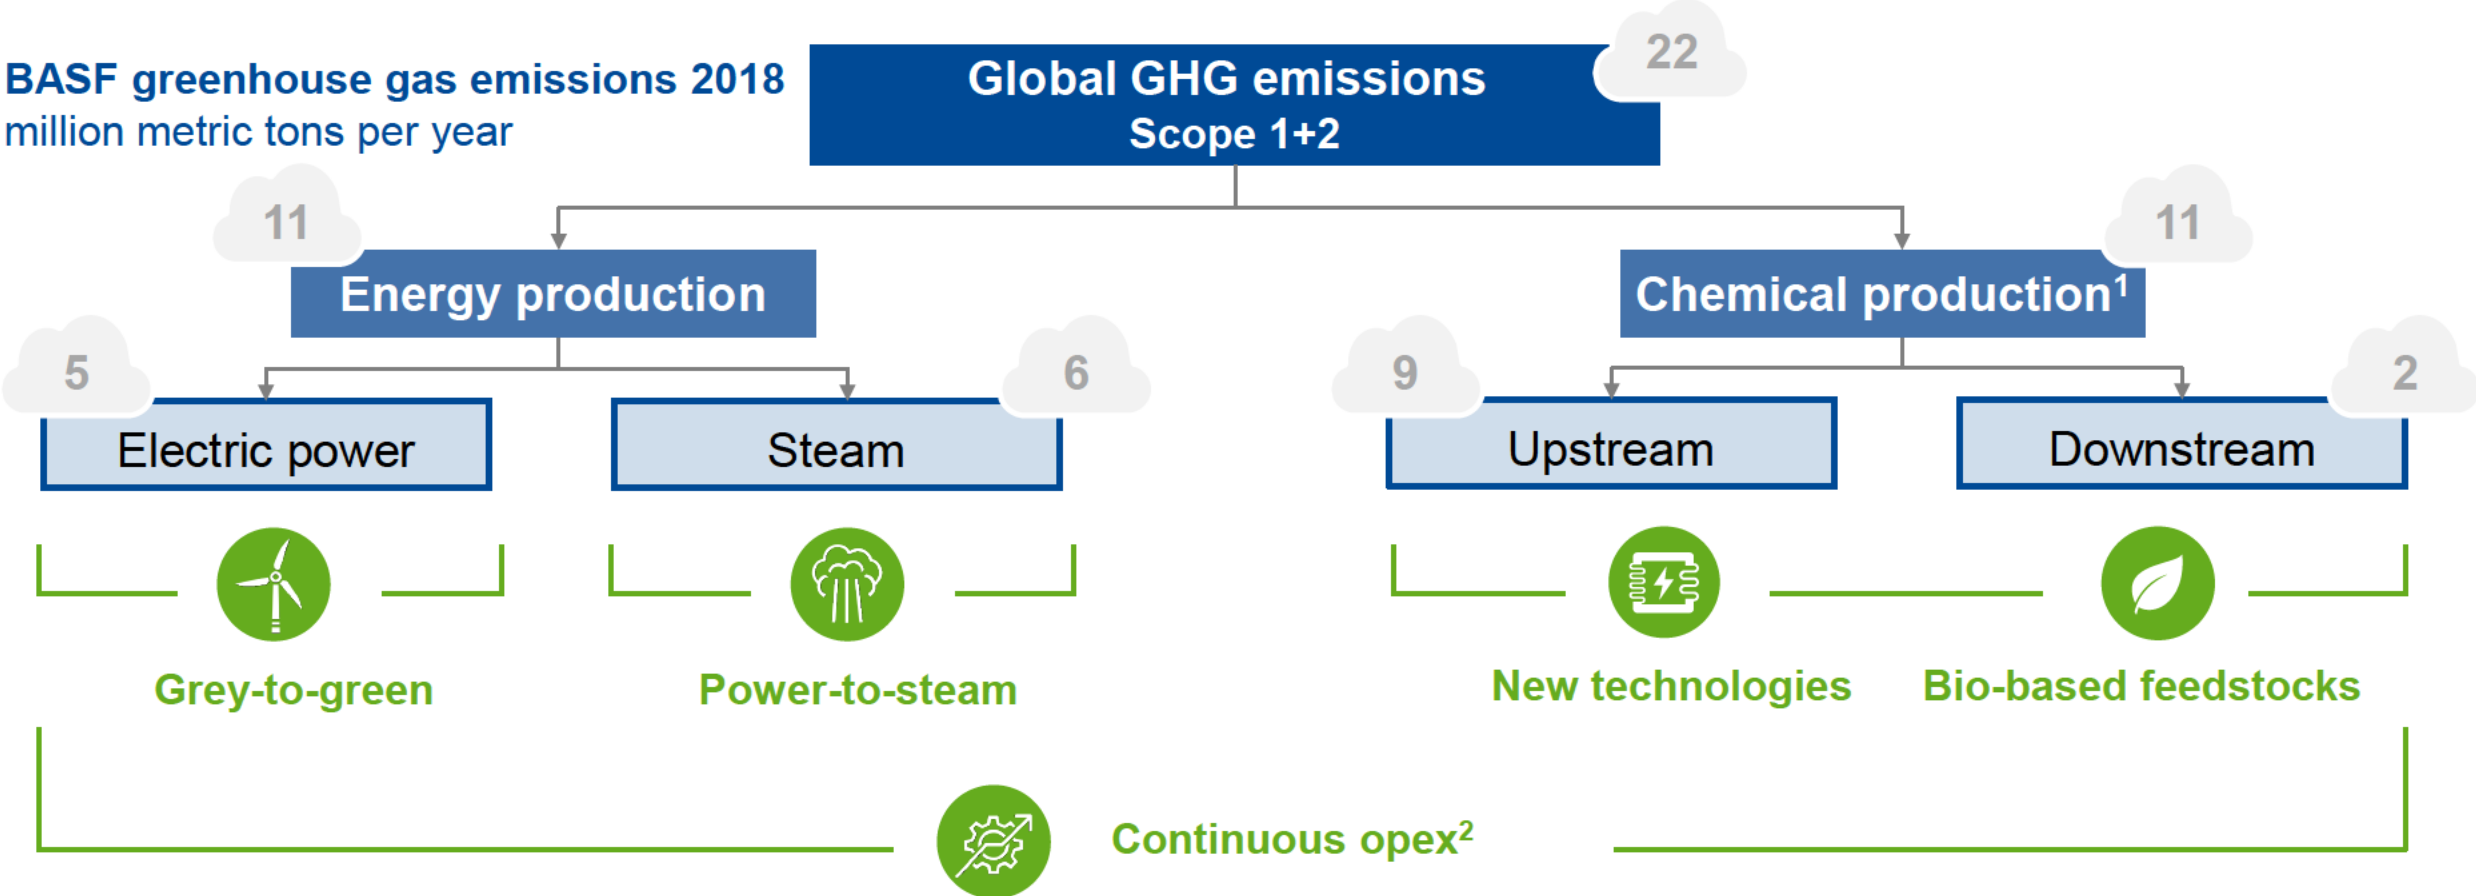 BASF greenhouse gas emissions 2018
million metric tons per year
Global GHG emissions
Scope 1+2
22
11
Energy production
11
Chemical production¹
5
Electric power
6
Steam
9
Upstream
2
Downstream
Grey-to-green
Power-to-steam
New technologies
Bio-based feedstocks
Continuous opex²